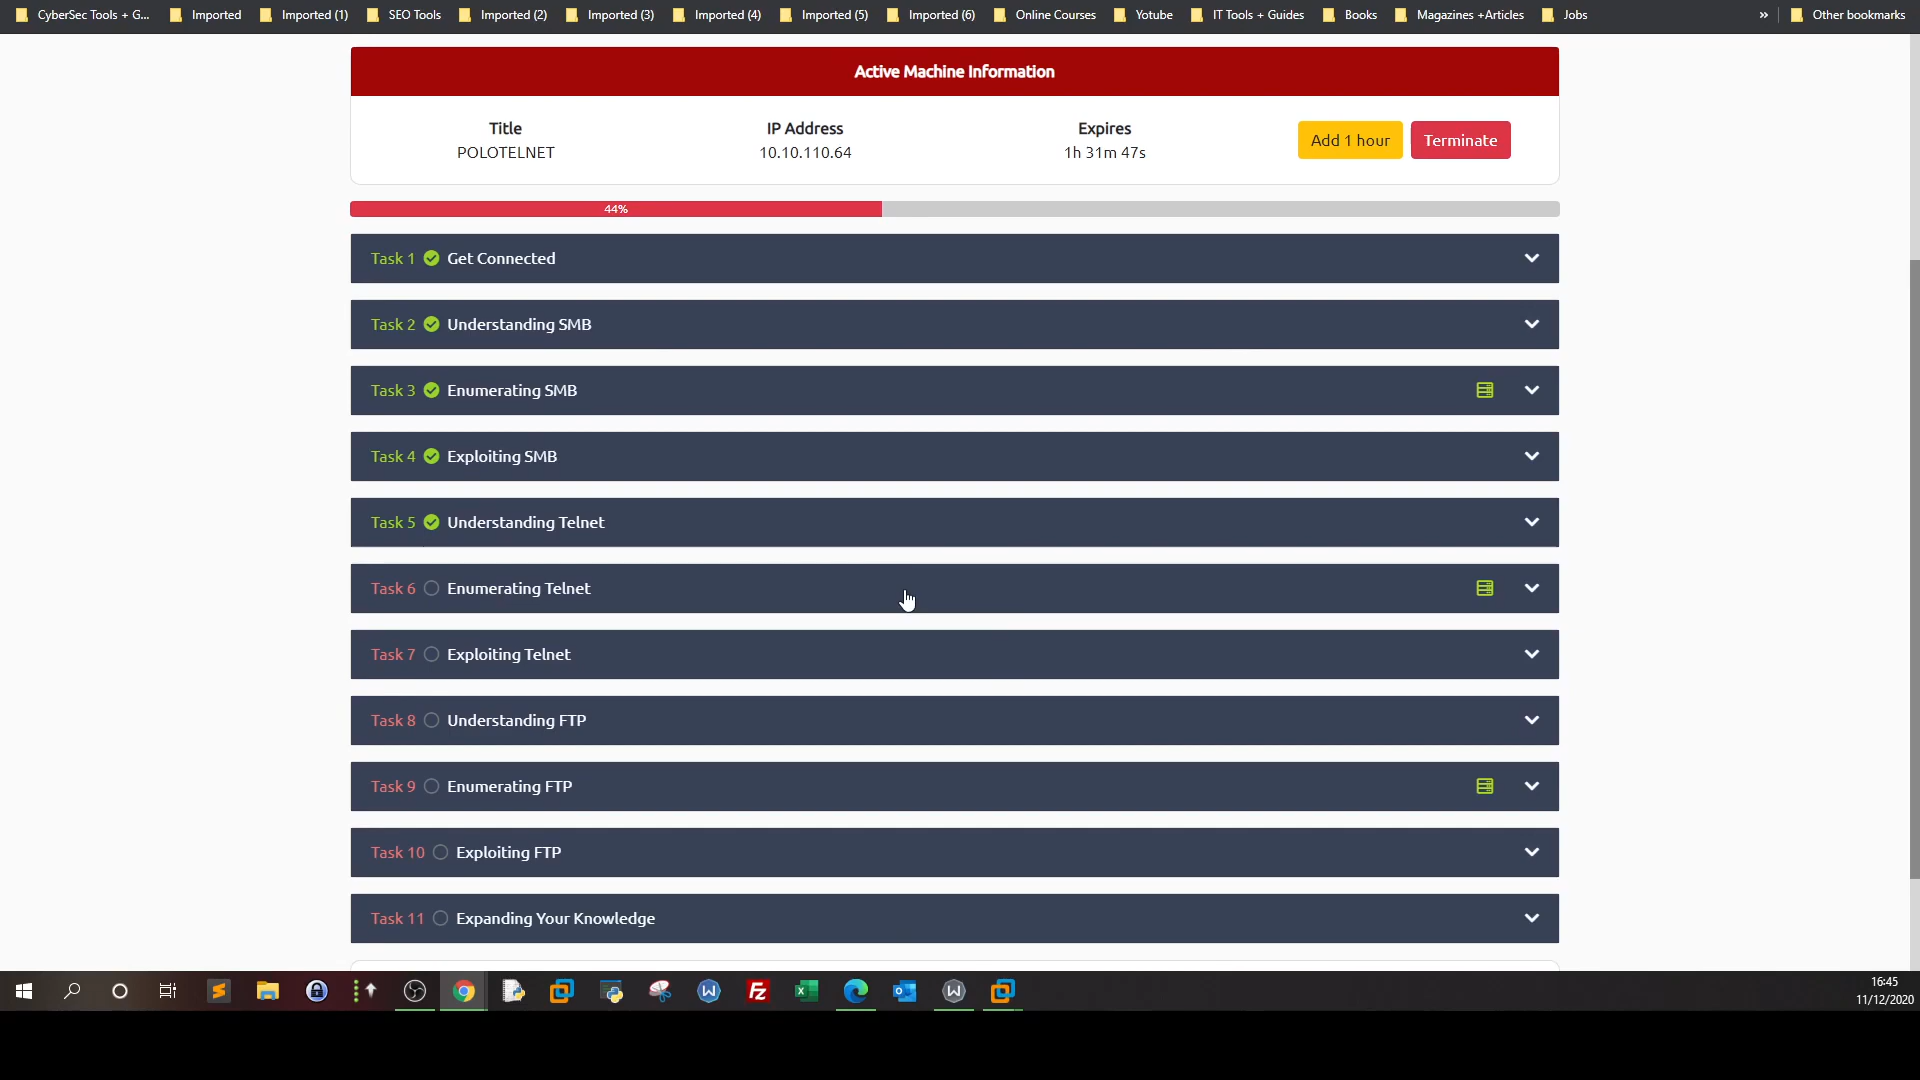 CyberSec Tools + G... Imported Imported (1) SEO Tools Imported (2) Imported (3) Imported (4) Imported (5) Imported (6) Online Courses Yotube IT Tools + Guides Books Magazines +Articles Jobs » Other bookmarks
Active Machine Information
Title IP Address Expires
POLOTELNET 10.10.110.64 1h 31m 47s Add 1 hour Terminate
44%
Task 1 Get Connected
Task 2 Understanding SMB
Task 3 Enumerating SMB
Task 4 Exploiting SMB
Task 5 Understanding Telnet
Task 6 Enumerating Telnet
Task 7 Exploiting Telnet
Task 8 Understanding FTP
Task 9 Enumerating FTP
Task 10 Exploiting FTP
Task 11 Expanding Your Knowledge
16:45
11/12/2020